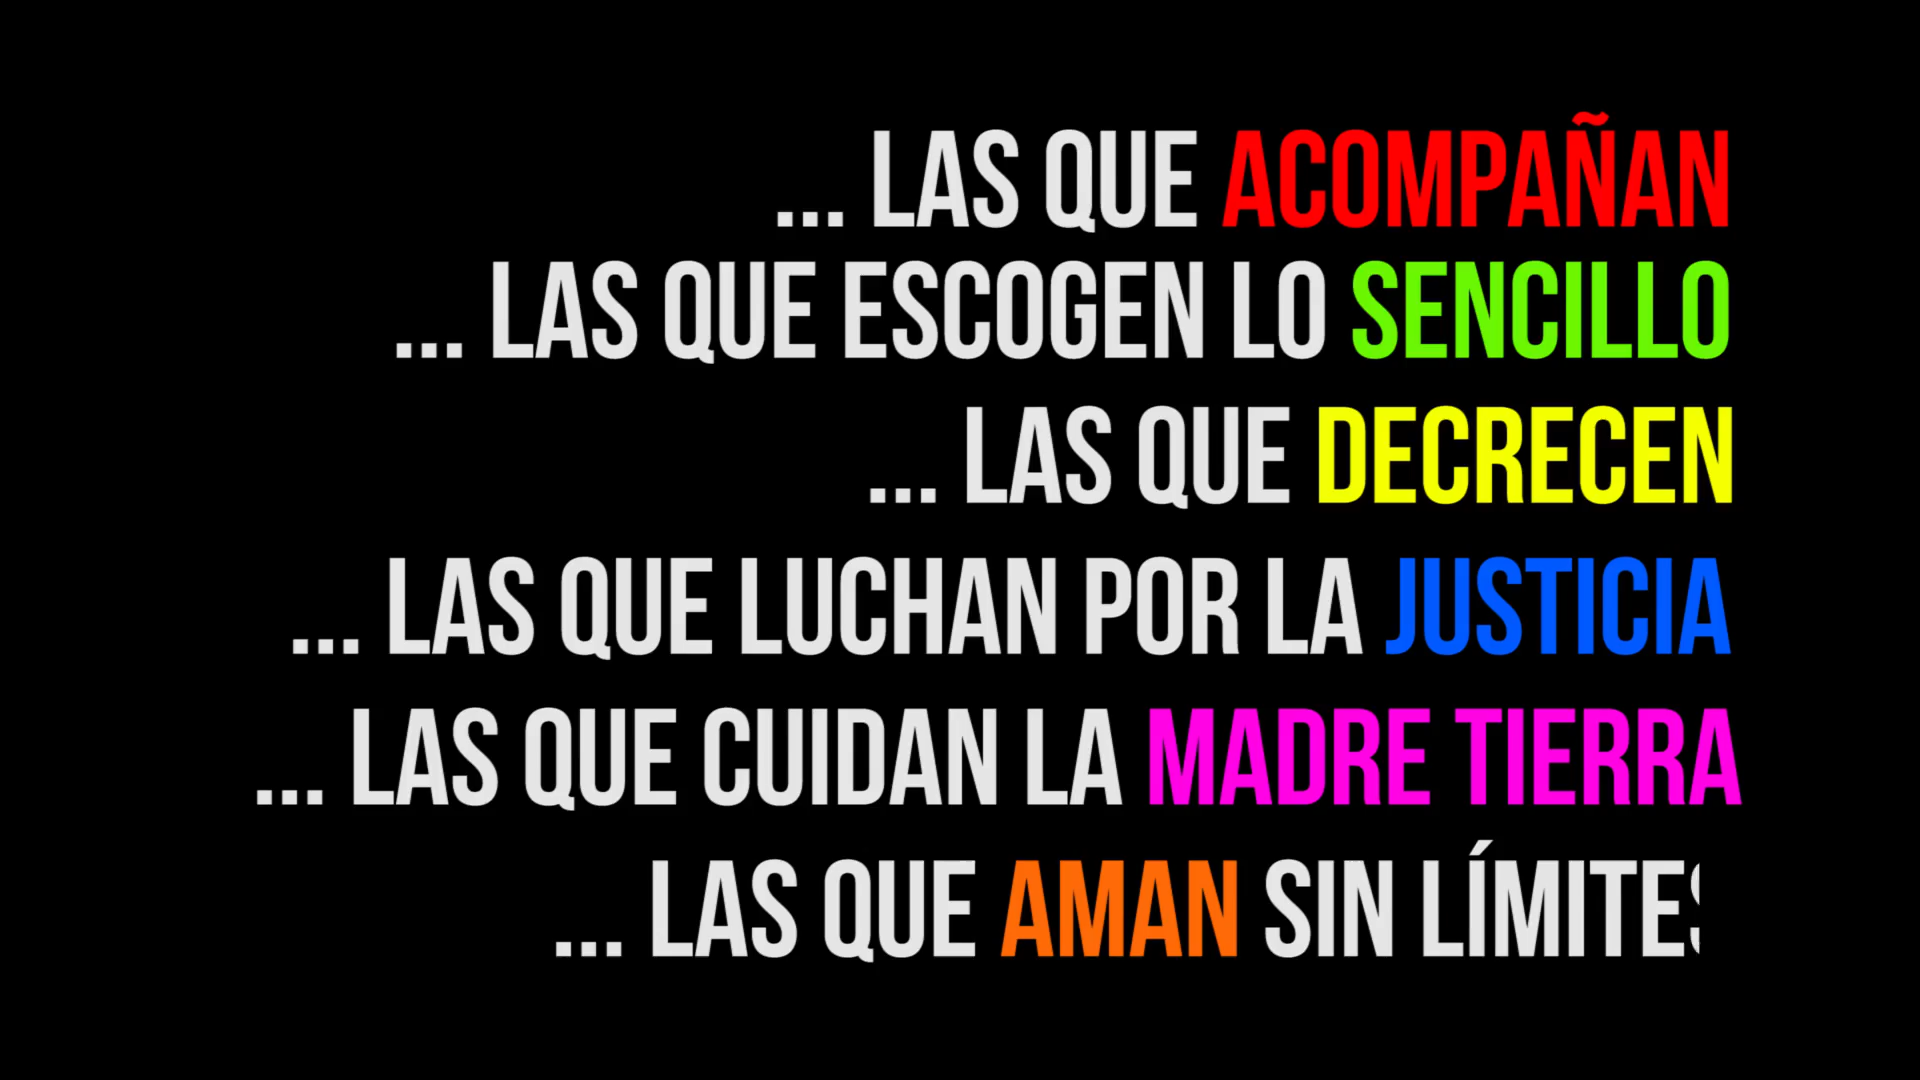 ... LAS QUE ACOMPAÑAN
... LAS QUE ESCOGEN LO SENCILLO
... LAS QUE DECRECEN
... LAS QUE LUCHAN POR LA JUSTICIA
... LAS QUE CUIDAN LA MADRE TIERRA
... LAS QUE AMAN SIN LÍMITES